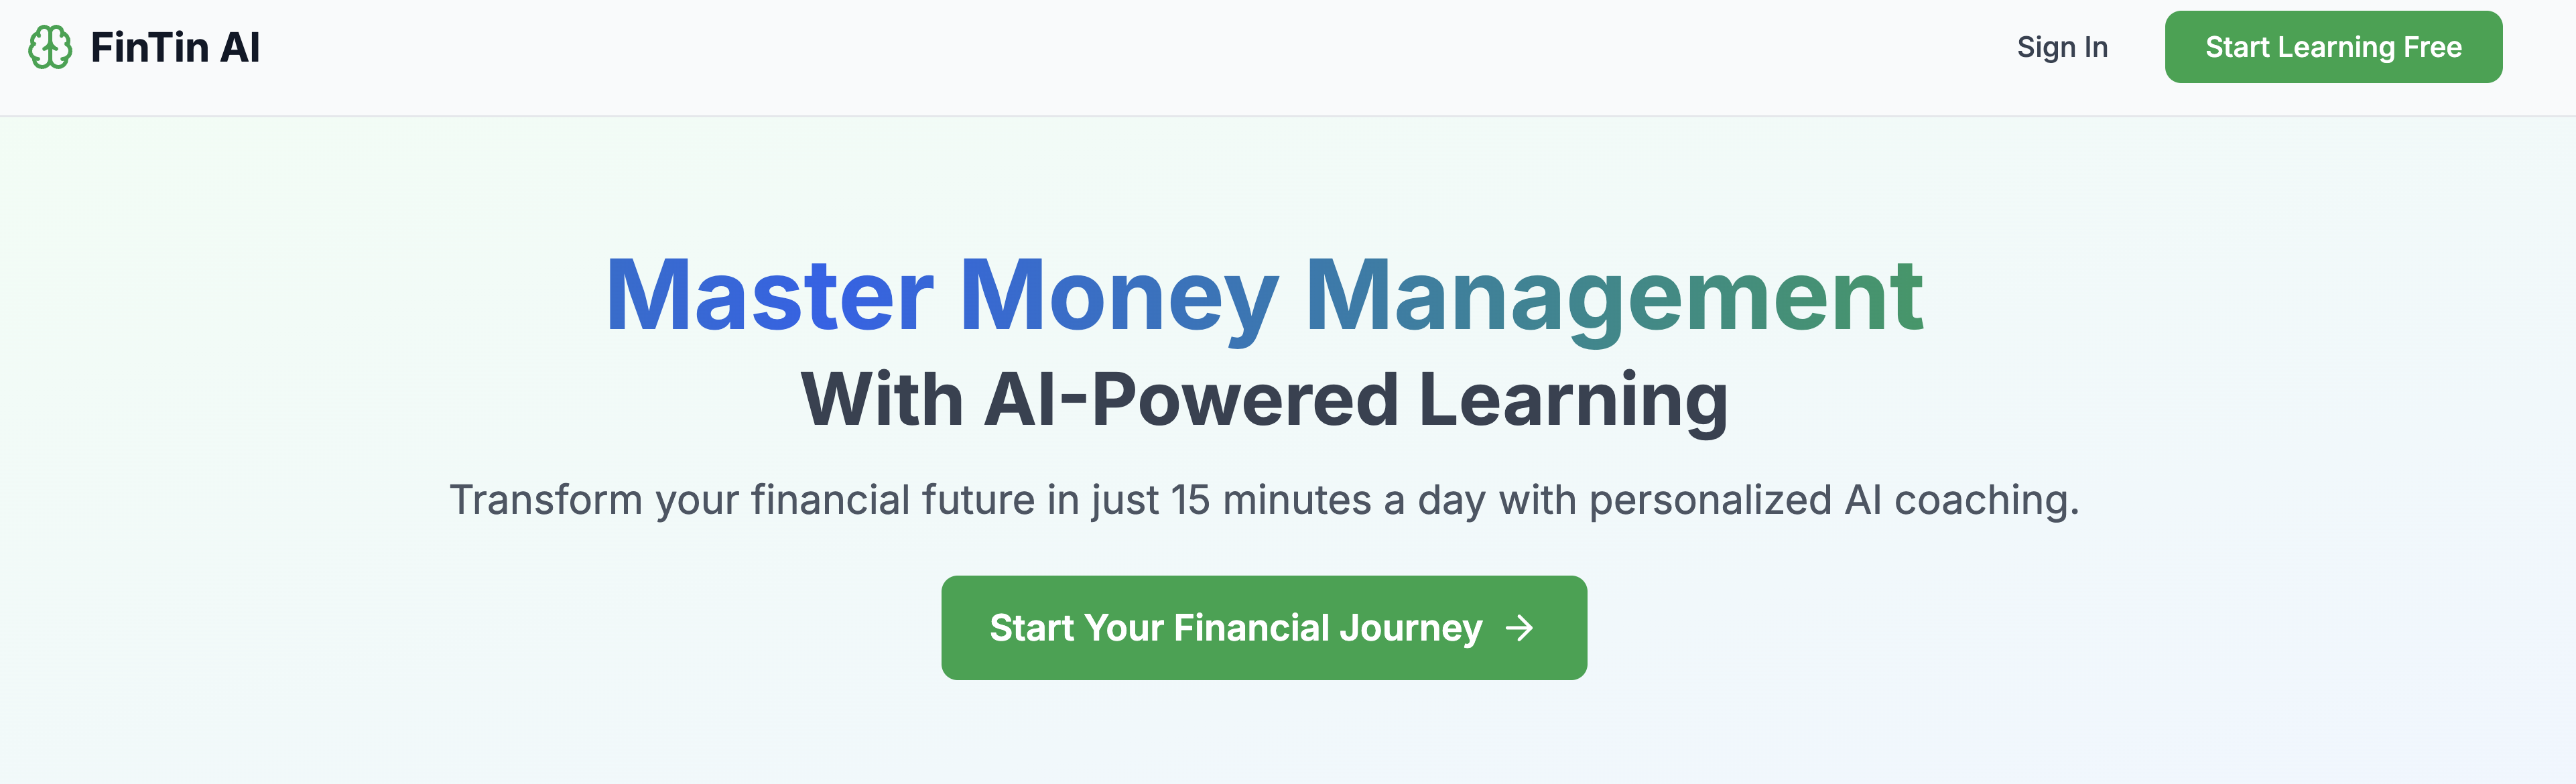 FinTin AI
Sign In
Start Learning Free
Master Money Management
With AI-Powered Learning
Transform your financial future in just 15 minutes a day with personalized AI coaching.
Start Your Financial Journey →